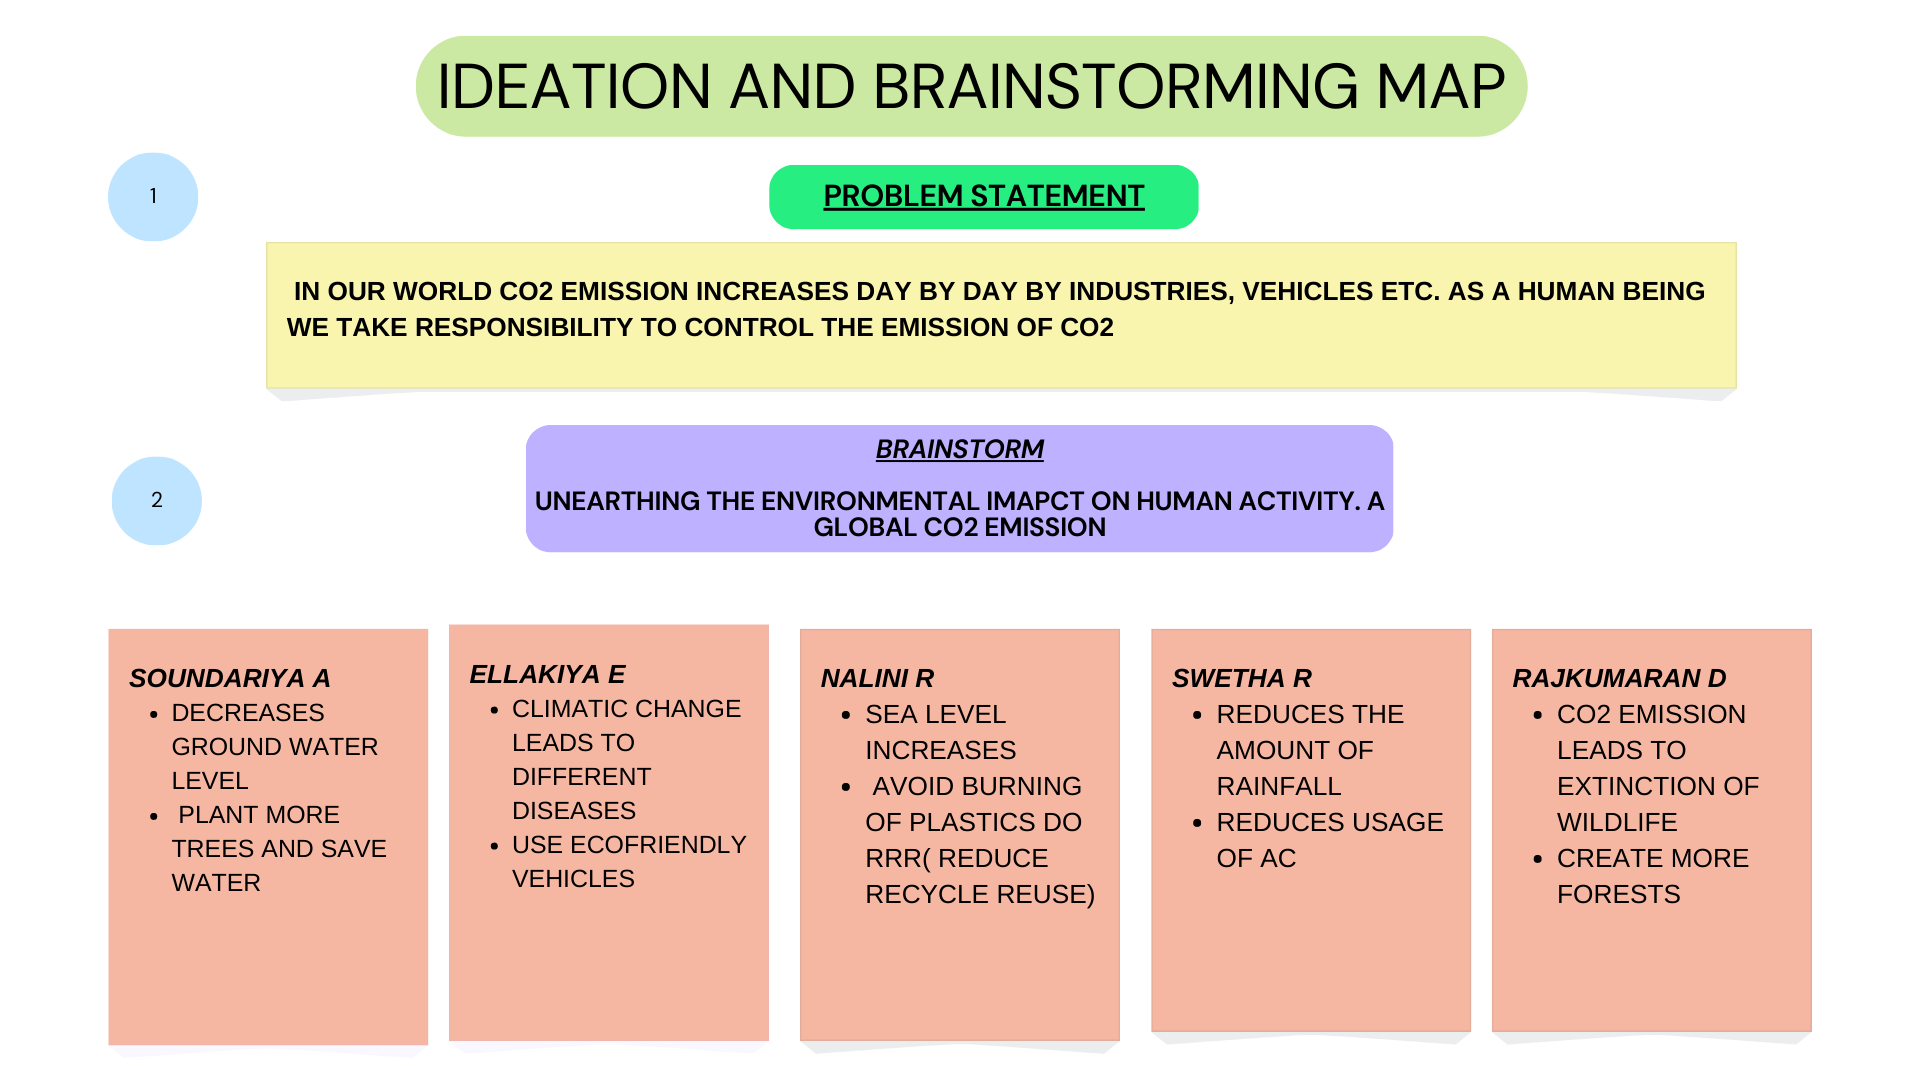 IDEATION AND BRAINSTORMING MAP
1
PROBLEM STATEMENT
IN OUR WORLD CO2 EMISSION INCREASES DAY BY DAY BY INDUSTRIES, VEHICLES ETC. AS A HUMAN BEING
WE TAKE RESPONSIBILITY TO CONTROL THE EMISSION OF CO2
2
BRAINSTORM
UNEARTHING THE ENVIRONMENTAL IMAPCT ON HUMAN ACTIVITY. A
GLOBAL CO2 EMISSION
SOUNDARIYA A
• DECREASES
GROUND WATER
LEVEL
• PLANT MORE
TREES AND SAVE
WATER
ELLAKIYA E
• CLIMATIC CHANGE
LEADS TO
DIFFERENT
DISEASES
• USE ECOFRIENDLY
VEHICLES
NALINI R
• SEA LEVEL
INCREASES
• AVOID BURNING
OF PLASTICS DO
RRR( REDUCE
RECYCLE REUSE)
SWETHA R
• REDUCES THE
AMOUNT OF
RAINFALL
• REDUCES USAGE
OF AC
RAJKUMARAN D
• CO2 EMISSION
LEADS TO
EXTINCTION OF
WILDLIFE
• CREATE MORE
FORESTS